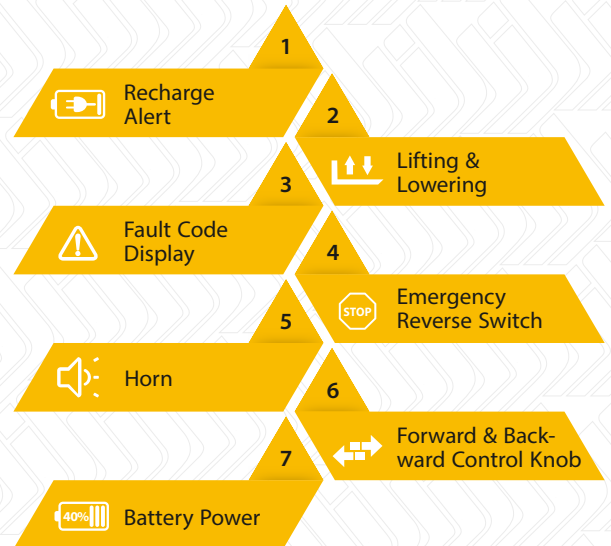 1
Recharge
Alert
2
Lifting &
Lowering
3
Fault Code
Display
4
STOP
Emergency
Reverse Switch
5
Horn
6
Forward & Back-
ward Control Knob
7
40%
Battery Power